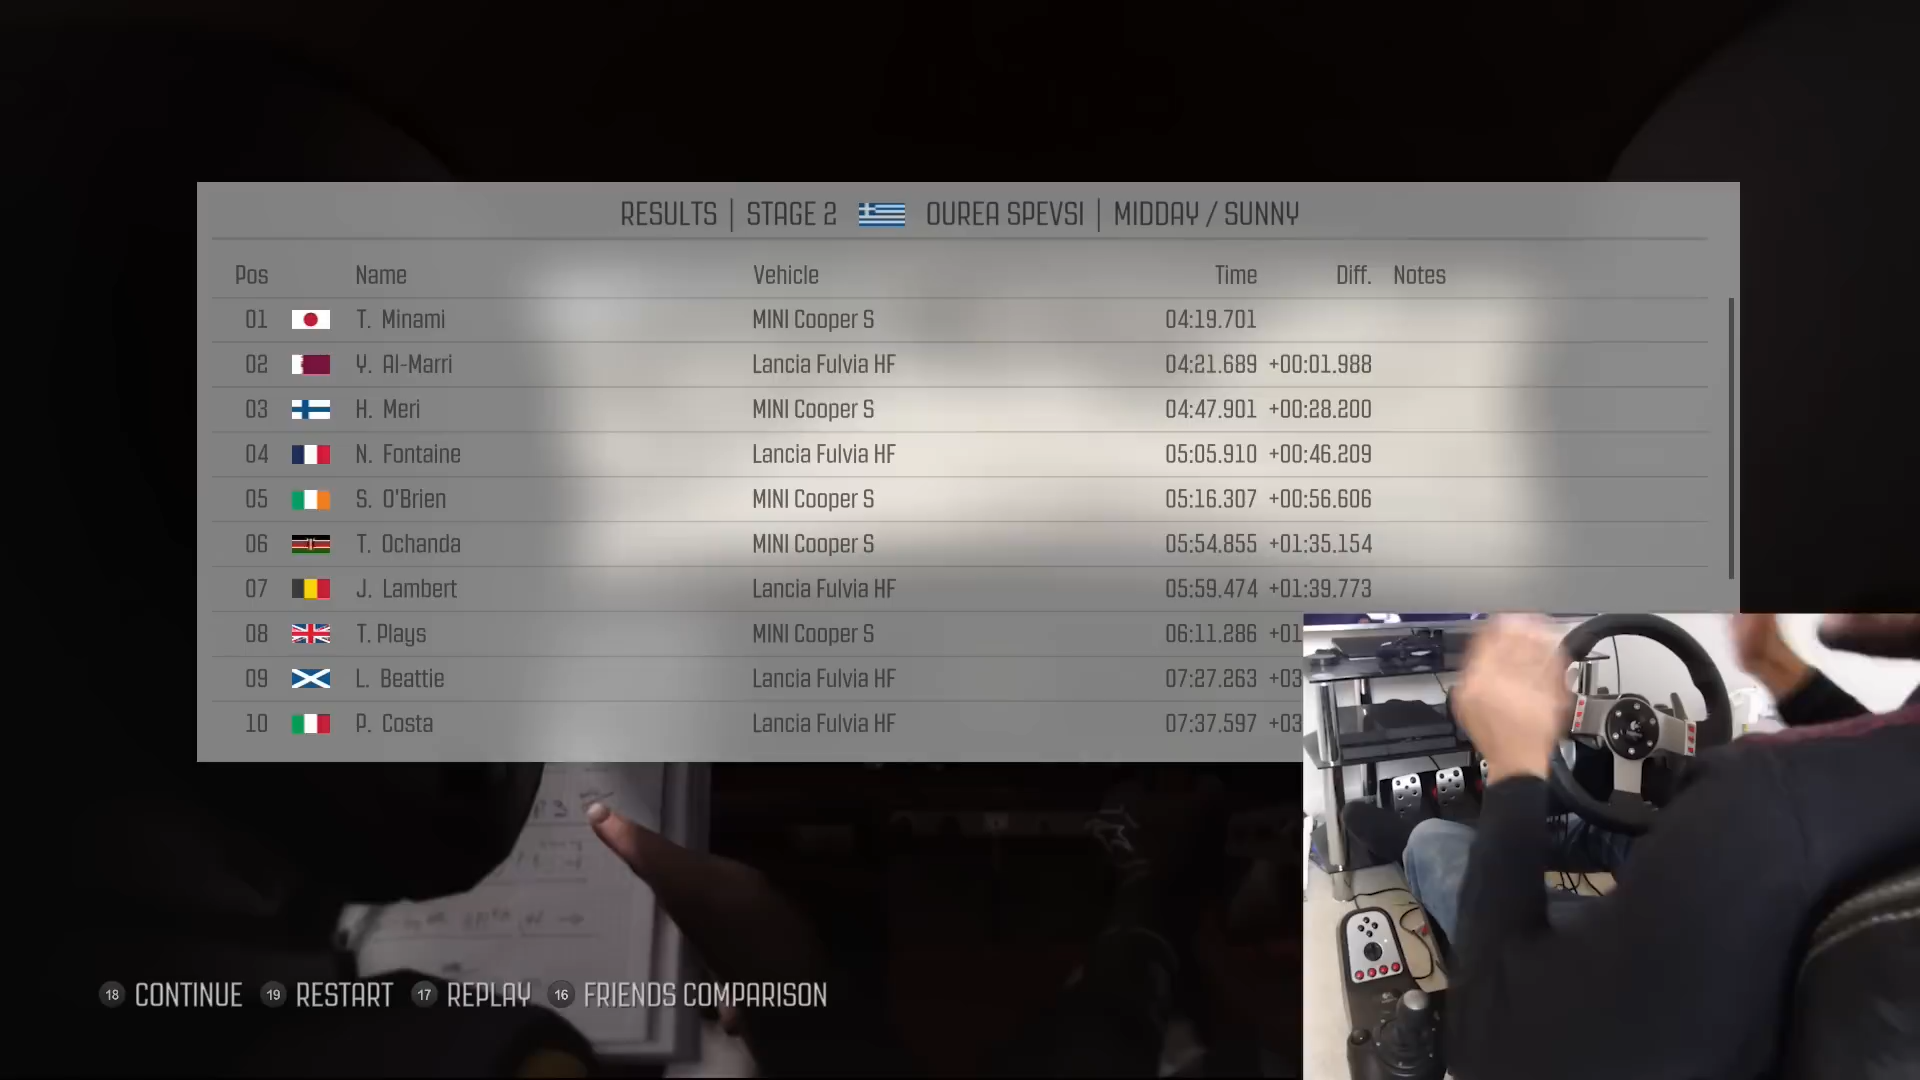 RESULTS | STAGE 2 OUREA SPEVSI | MIDDAY / SUNNY
Pos Name Vehicle Time Diff. Notes
01 T. Minami MINI Cooper S 04:19.701
02 Y. Al-Marri Lancia Fulvia HF 04:21.689 +00:01.988
03 H. Meri MINI Cooper S 04:47.901 +00:28.200
04 N. Fontaine Lancia Fulvia HF 05:05.910 +00:46.209
05 S. O'Brien MINI Cooper S 05:16.307 +00:56.606
06 T. Ochanda MINI Cooper S 05:54.855 +01:35.154
07 J. Lambert Lancia Fulvia HF 05:59.474 +01:39.773
08 T. Plays MINI Cooper S 06:11.286 +01
09 L. Beattie Lancia Fulvia HF 07:27.263 +03
10 P. Costa Lancia Fulvia HF 07:37.597 +03
18 CONTINUE 19 RESTART 17 REPLAY 16 FRIENDS COMPARISON